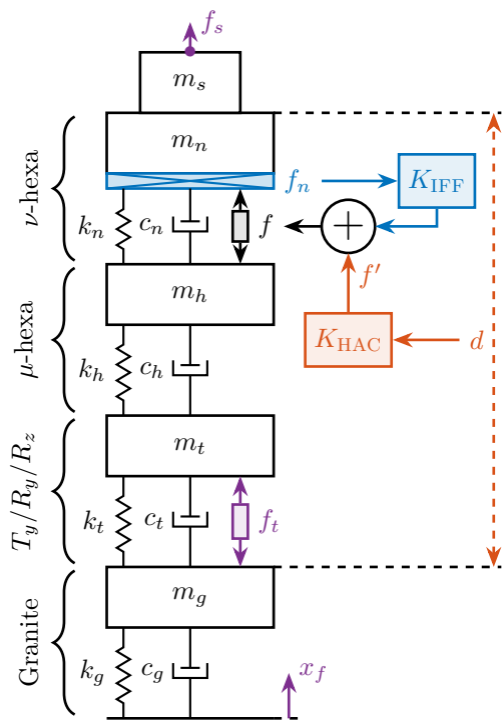 f_s
m_s
m_n
f_n
K_IFF
ν-hexa
k_n
c_n
f
+
m_h
f′
μ-hexa
k_h
c_h
K_HAC
d
m_t
T_y/R_y/R_z
k_t
c_t
f_t
m_g
Granite
k_g
c_g
x_f